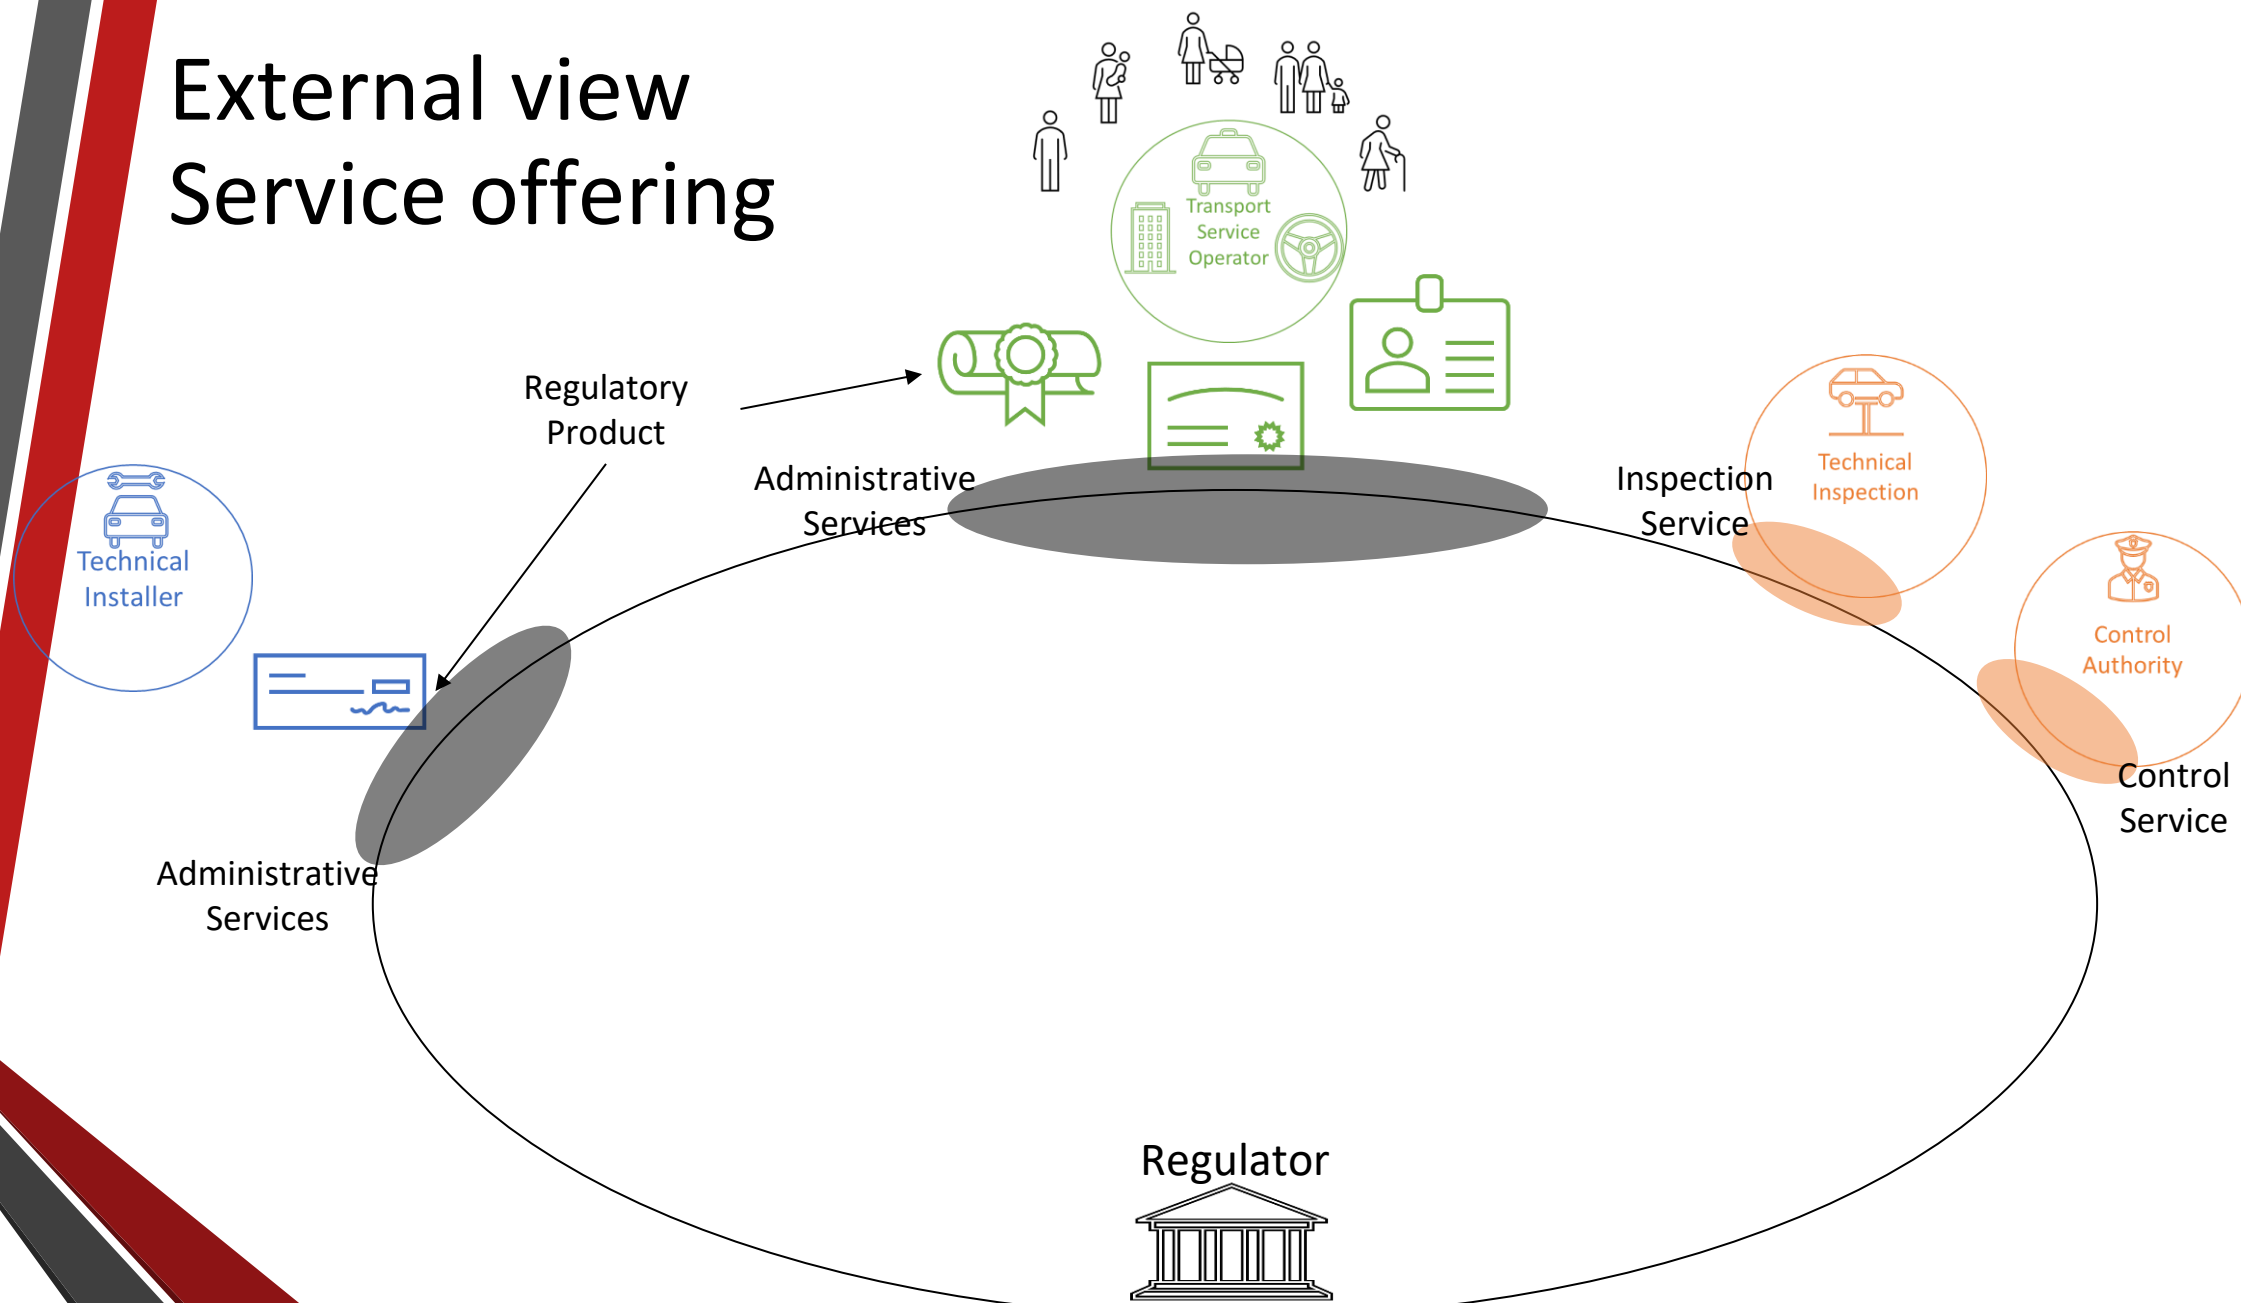 External view
Service offering
Transport
Service
Operator
Regulatory
Product
Administrative
Services
Inspection
Service
Technical
Inspection
Technical
Installer
Control
Authority
Control
Service
Administrative
Services
Regulator